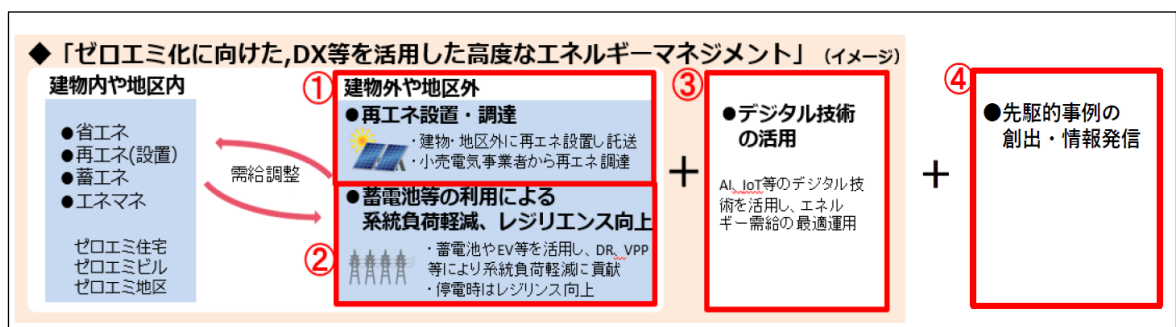 ◆「ゼロエミ化に向けた,DX等を活用した高度なエネルギーマネジメント」(イメージ)
建物内や地区内
●省エネ
●再エネ(設置)
●蓄エネ
●エネマネ
ゼロエミ住宅
ゼロエミビル
ゼロエミ地区
需給調整
①
建物外や地区外
●再エネ設置・調達
・建物・地区外に再エネ設置し託送
・小売電気事業者から再エネ調達
②
●蓄電池等の利用による
系統負荷軽減、レジリエンス向上
・蓄電池やEV等を活用し、DR、VPP
等により系統負荷軽減に貢献
・停電時はレジリンス向上
+
③
●デジタル技術
の活用
AI、IoT等のデジタル技
術を活用し、エネル
ギー需給の最適運用
+
④
●先駆的事例の
創出・情報発信